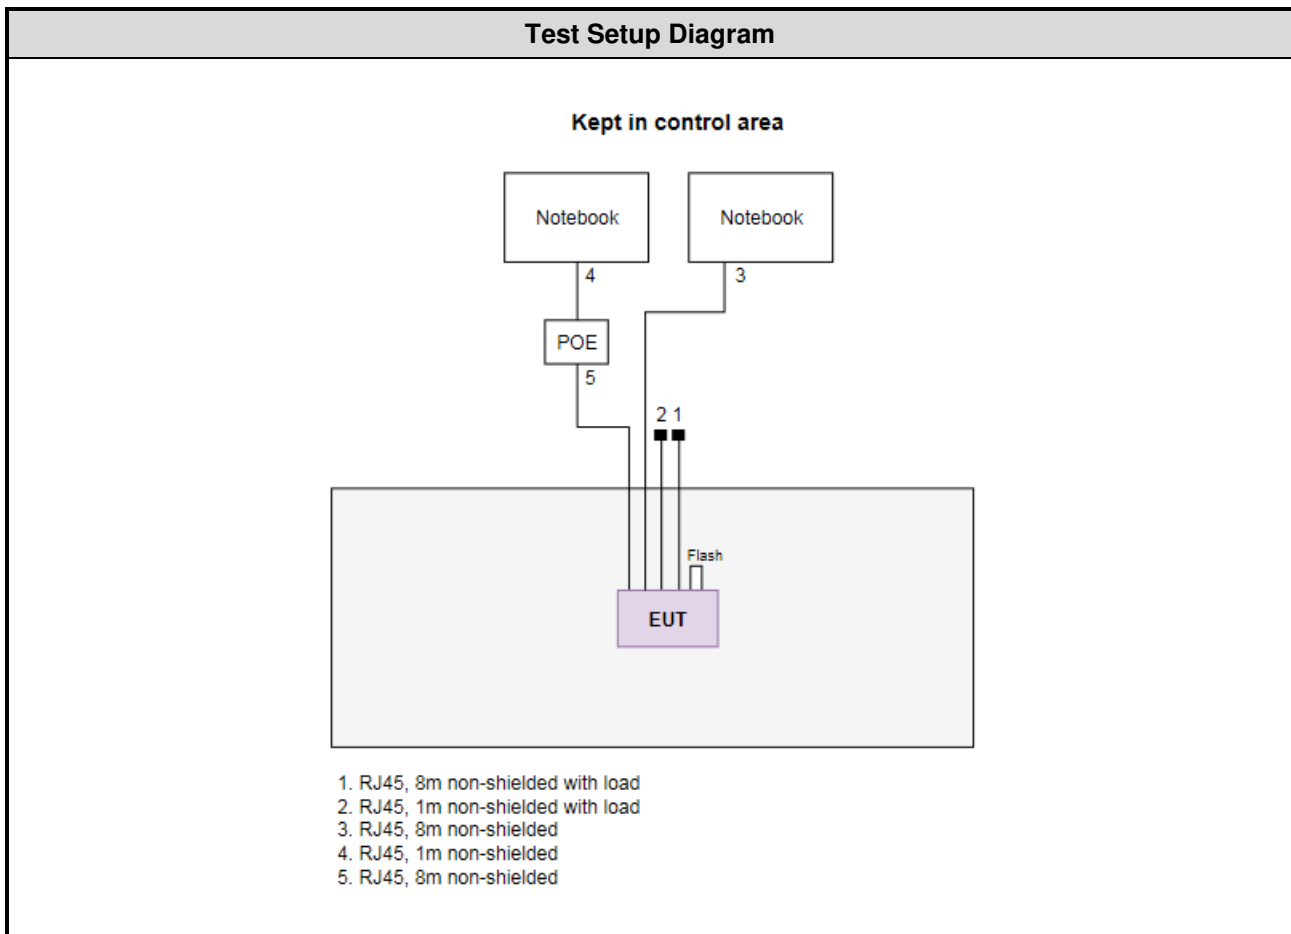 Test Setup Diagram
Kept in control area
Notebook
Notebook
4
3
POE
5
2 1
Flash
EUT
1. RJ45, 8m non-shielded with load
2. RJ45, 1m non-shielded with load
3. RJ45, 8m non-shielded
4. RJ45, 1m non-shielded
5. RJ45, 8m non-shielded